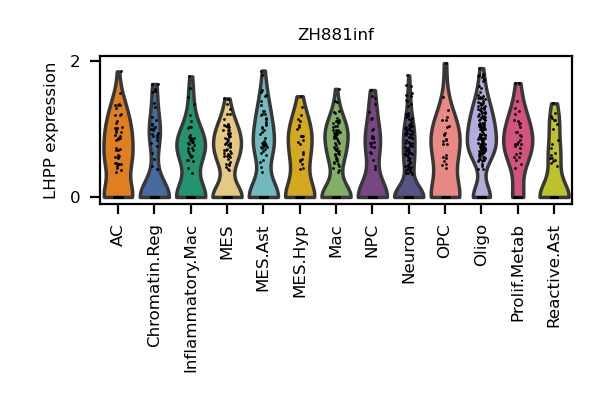 ZH881inf
LHPP expression
2
0
AC
Chromatin.Reg
Inflammatory.Mac
MES
MES.Ast
MES.Hyp
Mac
NPC
Neuron
OPC
Oligo
Prolif.Metab
Reactive.Ast